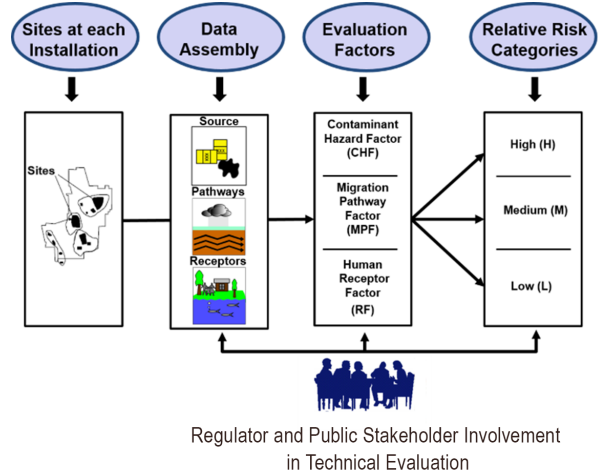 Sites at each
Installation
Data
Assembly
Evaluation
Factors
Relative Risk
Categories
Sites
Source
Pathways
Receptors
Contaminant
Hazard Factor
(CHF)
Migration
Pathway
Factor
(MPF)
Human
Receptor
Factor
(RF)
High (H)
Medium (M)
Low (L)
Regulator and Public Stakeholder Involvement
in Technical Evaluation